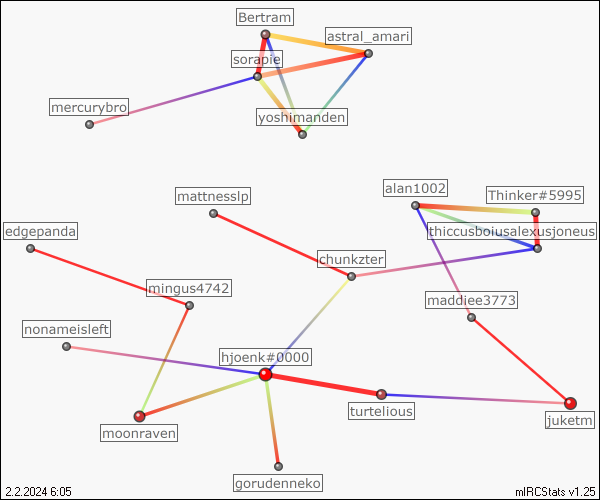 Bertram
astral_amari
sorapie
mercurybro
yoshimanden
alan1002
mattnesslp
Thinker#5995
edgepanda
thiccusboiusalexusjoneus
chunkzter
mingus4742
maddiee3773
nonameisleft
hjoenk#0000
turtelious
juketm
moonraven
gorudenneko
2.2.2024 6:05
mIRCStats v1.25